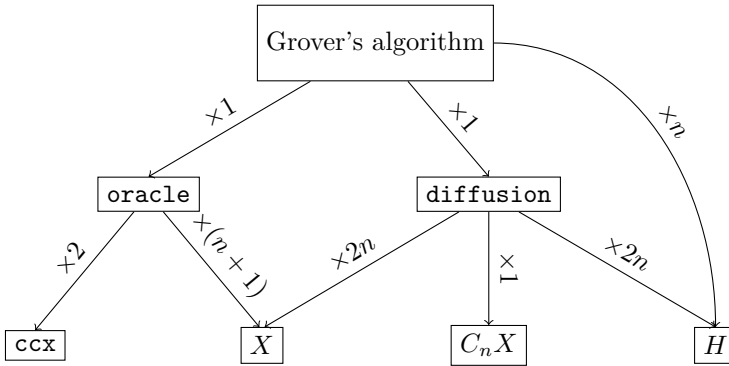 Grover's algorithm
×1
×1
×n
oracle
diffusion
×2
×(n + 1)
×2n
×1
×2n
ccx
X
CₙX
H